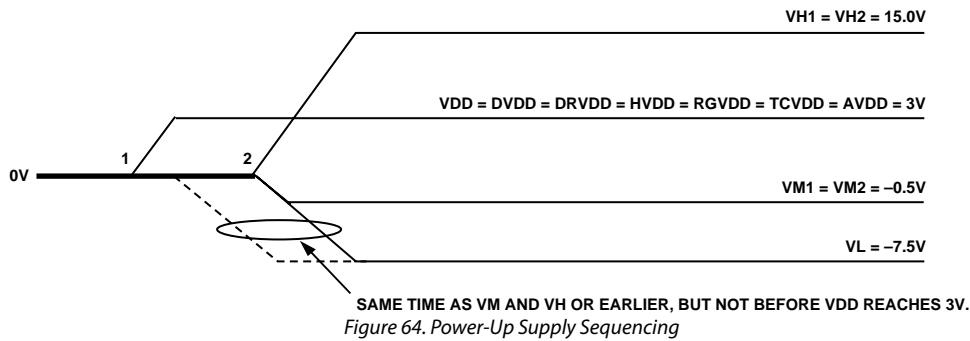 VH1 = VH2 = 15.0V
VDD = DVDD = DRVDD = HVDD = RGVDD = TCVDD = AVDD = 3V
1
2
0V
VM1 = VM2 = –0.5V
VL = –7.5V
SAME TIME AS VM AND VH OR EARLIER, BUT NOT BEFORE VDD REACHES 3V.
Figure 64. Power-Up Supply Sequencing